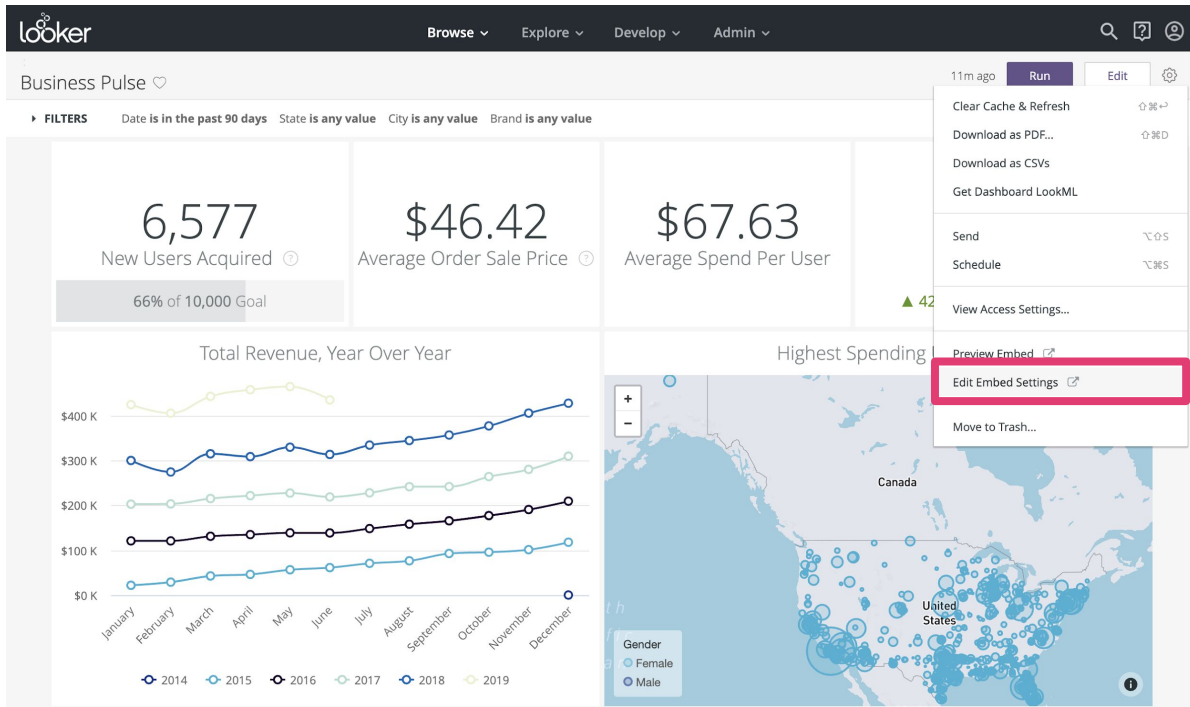 looker
Browse Explore Develop Admin
Business Pulse
11m ago Run Edit
FILTERS Date is in the past 90 days State is any value City is any value Brand is any value
Clear Cache & Refresh ⇧⌘↩
Download as PDF... ⇧⌘D
Download as CSVs
Get Dashboard LookML
Send ⌥⇧S
Schedule ⌥⌘S
View Access Settings...
Preview Embed
Edit Embed Settings
Move to Trash...
6,577
New Users Acquired ?
66% of 10,000 Goal
$46.42
Average Order Sale Price ?
$67.63
Average Spend Per User
▲ 42
Total Revenue, Year Over Year
$400 K
$300 K
$200 K
$100 K
$0 K
January February March April May June July August September October November December
2014 2015 2016 2017 2018 2019
Highest Spending
+
−
Canada
United
States
Gender
Female
Male
i